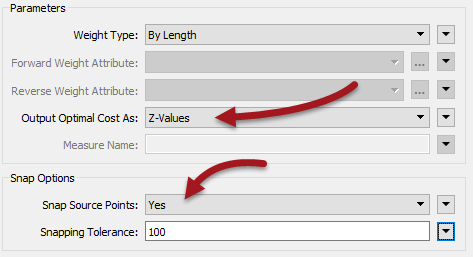 Parameters
Weight Type: By Length
Forward Weight Attribute: ...
Reverse Weight Attribute: ...
Output Optimal Cost As: Z-Values
Measure Name:
Snap Options
Snap Source Points: Yes
Snapping Tolerance: 100